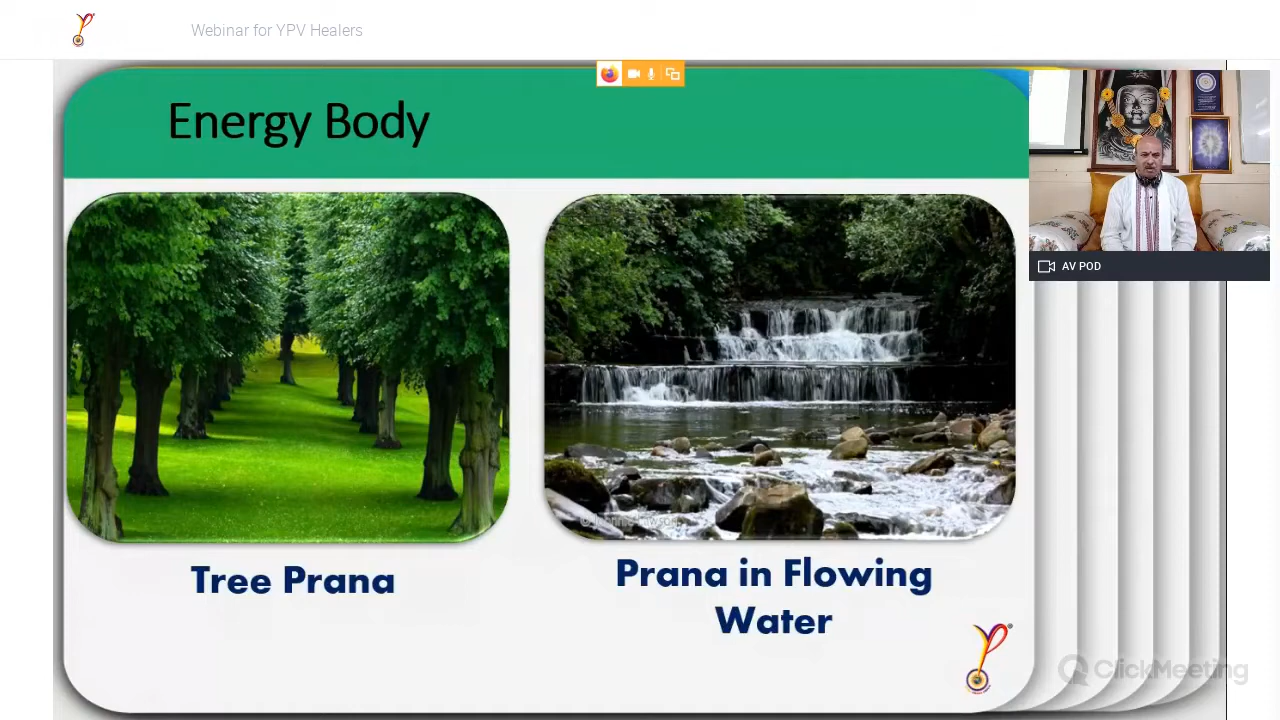 Webinar for YPV Healers
Energy Body
AV POD
Tree Prana
Prana in Flowing
Water
ClickMeeting